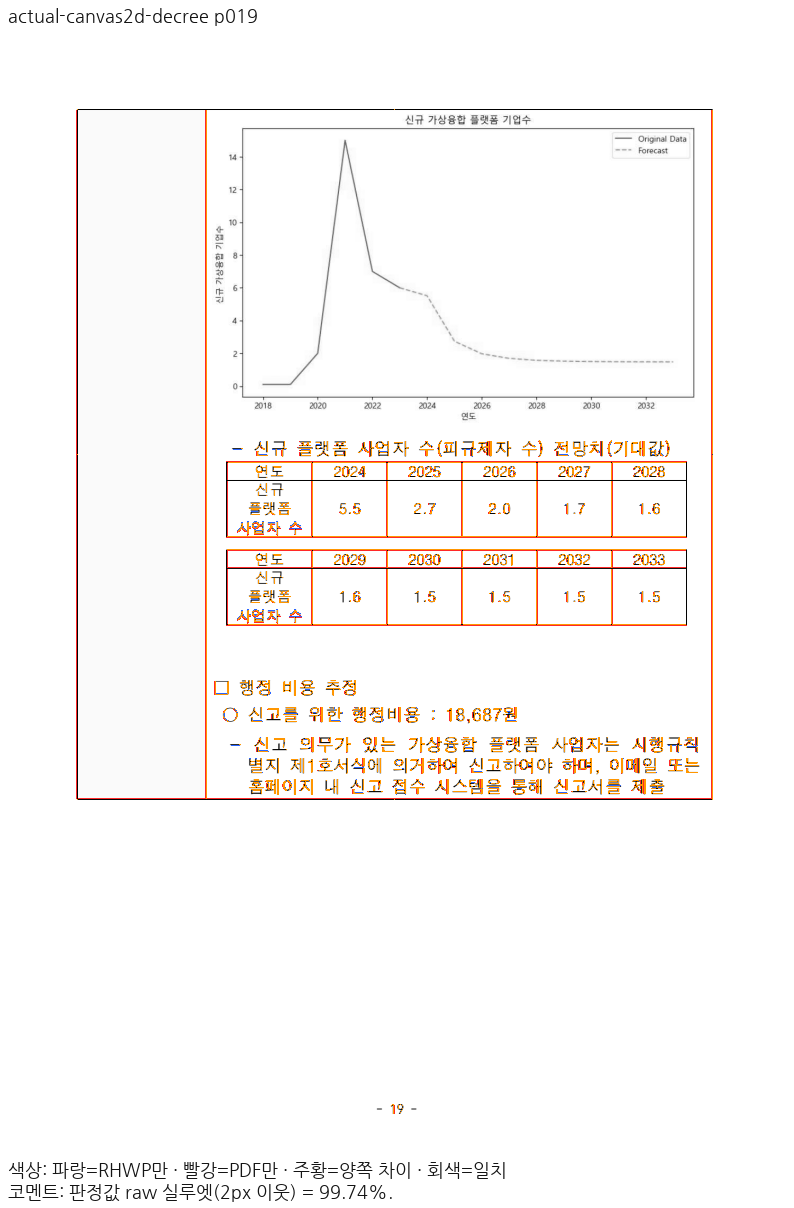 actual-canvas2d-decree p019
신규 가상융합 플랫폼 기업수
Original Data
Forecast
신규 가상융합 기업수
14
12
10
8
6
4
2
0
2018 2020 2022 2024 2026 2028 2030 2032
연도
- 신규 플랫폼 사업자 수(피규제자 수) 전망치(기대값)
연도 2024 2025 2026 2027 2028
신규
플랫폼 5.5 2.7 2.0 1.7 1.6
사업자 수
연도 2029 2030 2031 2032 2033
신규
플랫폼 1.6 1.5 1.5 1.5 1.5
사업자 수
□ 행정 비용 추정
○ 신고를 위한 행정비용 : 18,687원
- 신고 의무가 있는 가상융합 플랫폼 사업자는 시행규칙
별지 제1호서식에 의거하여 신고하여야 하며, 이메일 또는
홈페이지 내 신고 접수 시스템을 통해 신고서를 제출
- 19 -
색상: 파랑=RHWP만 · 빨강=PDF만 · 주황=양쪽 차이 · 회색=일치
코멘트: 판정값 raw 실루엣(2px 이웃) = 99.74%.